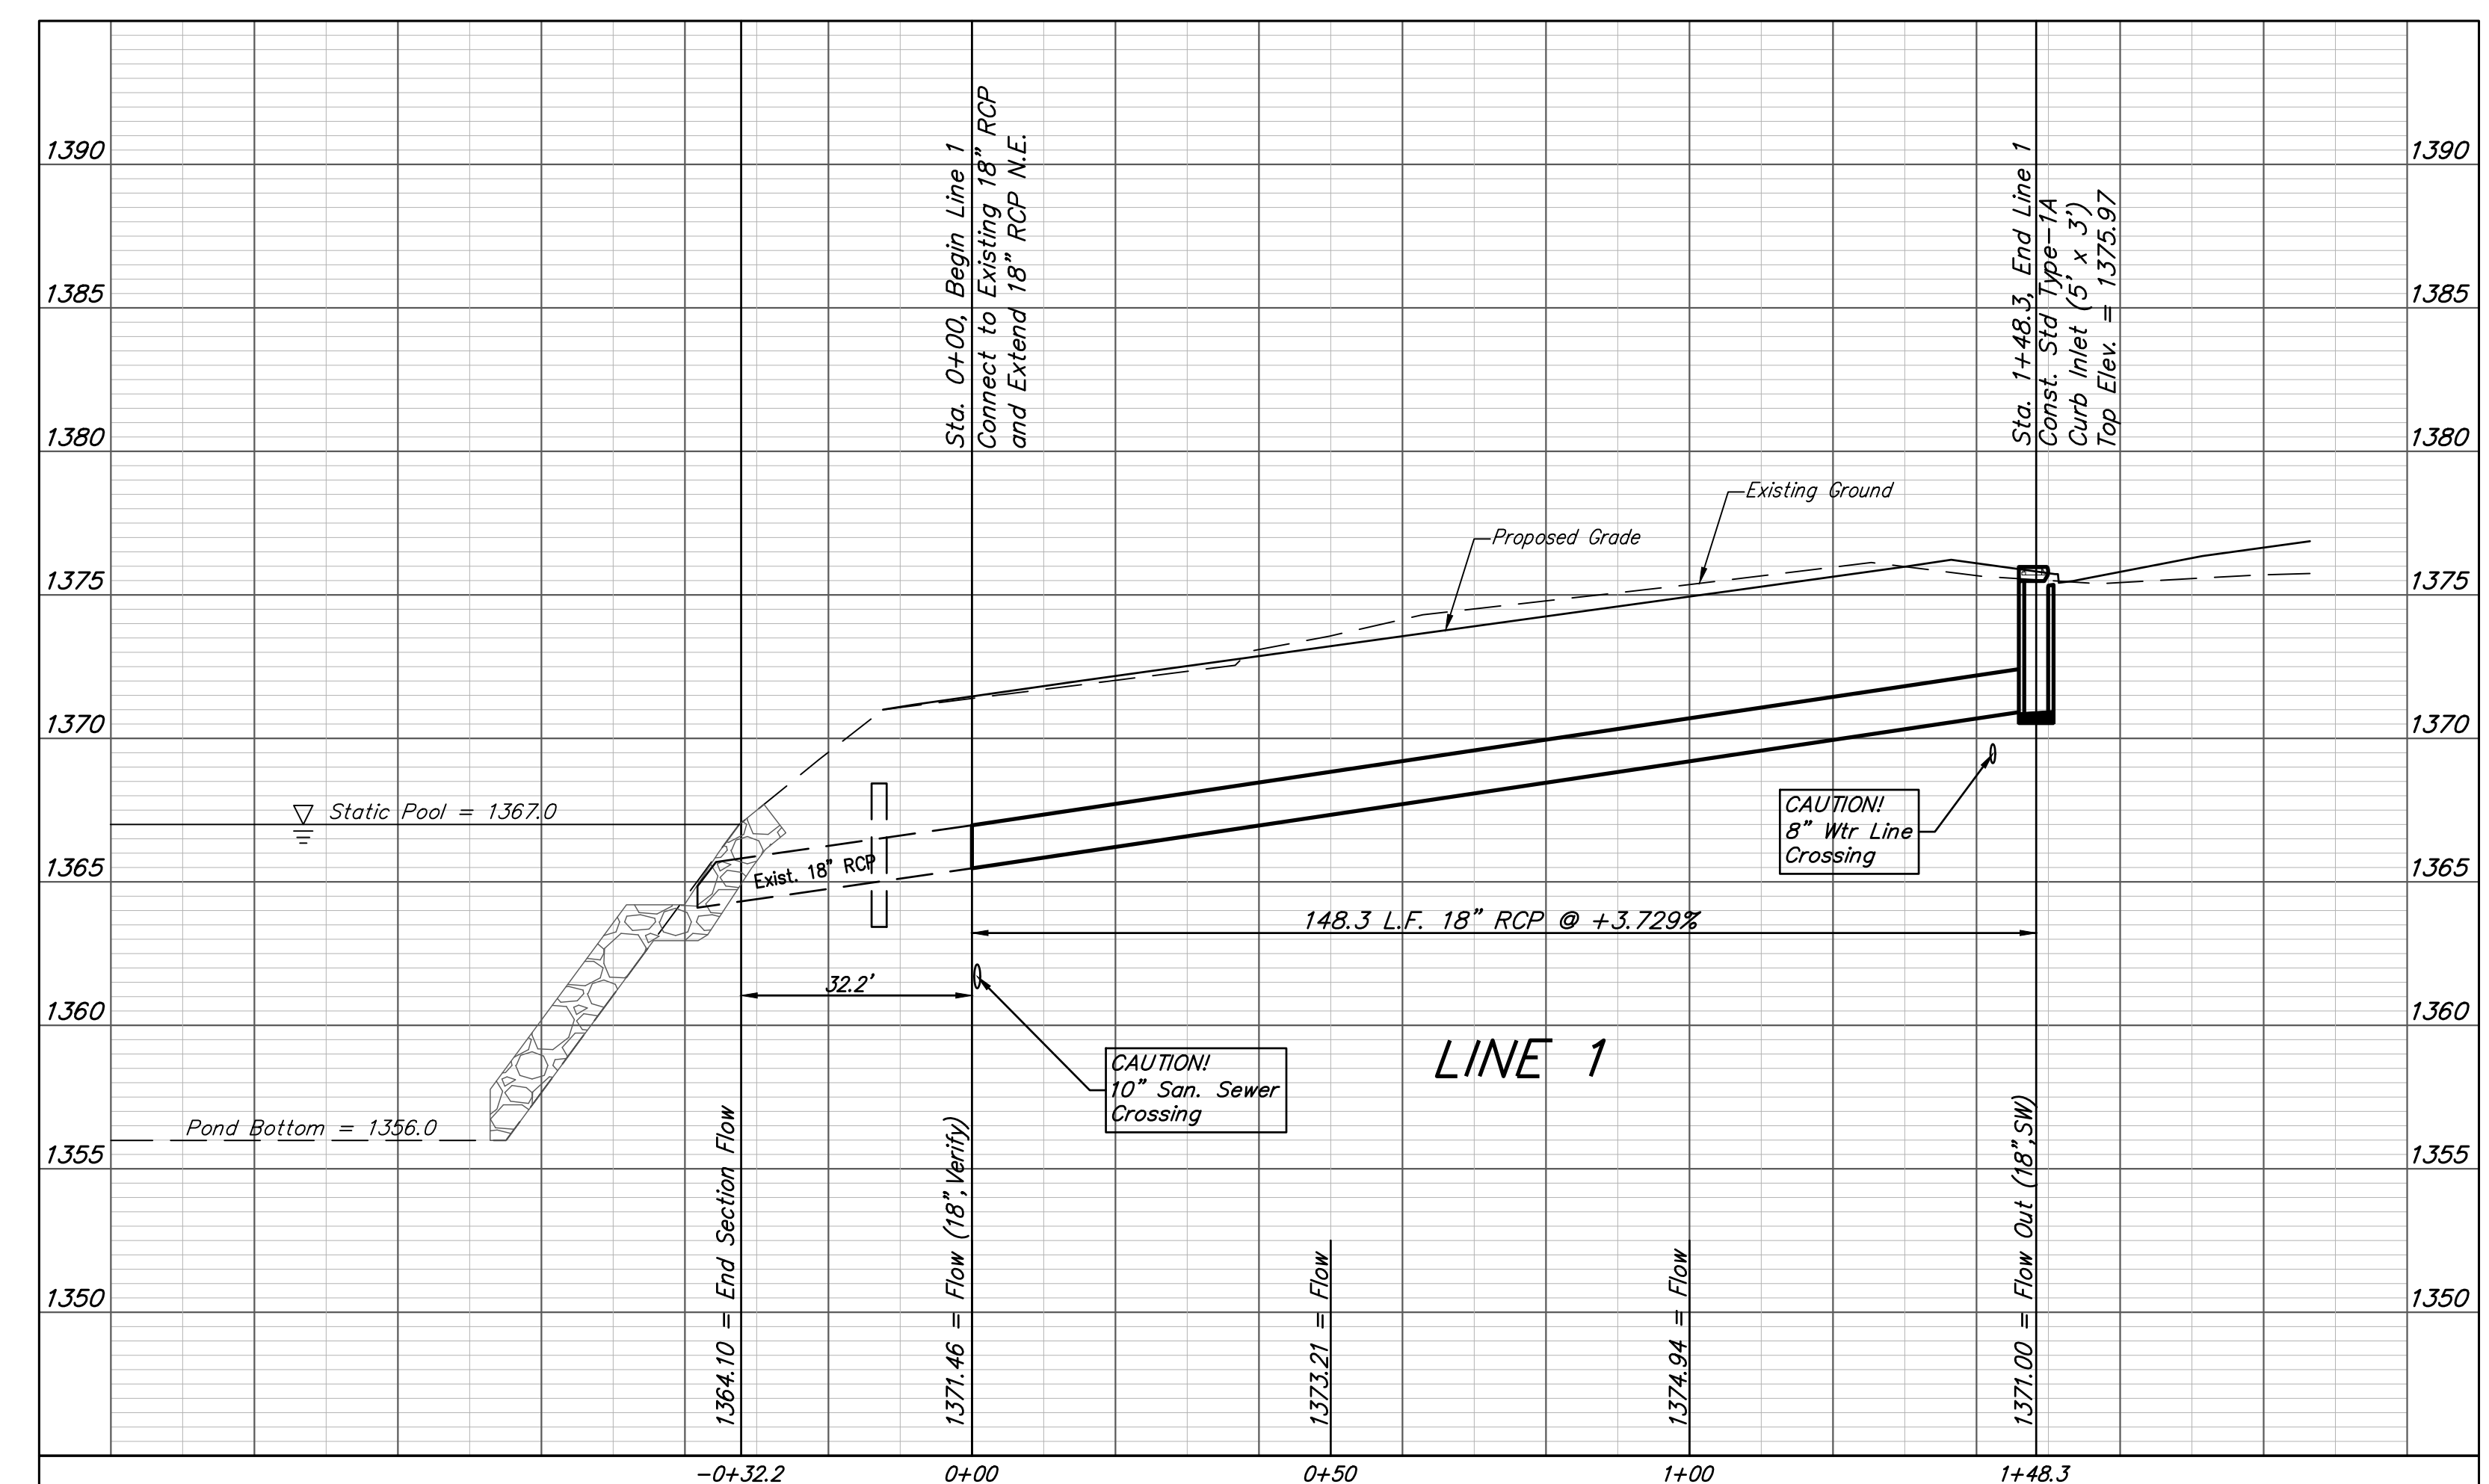 Sta. 0+00, Begin Line 1
Connect to Existing 18" RCP
and Extend 18" RCP N.E.
Sta. 1+48.3, End Line 1
Const. Std Type-1A
Curb Inlet (5' x 3')
Top Elev. = 1375.97
1390
1390
1385
1385
1380
1380
Existing Ground
Proposed Grade
1375
1375
1370
1370
Static Pool = 1367.0
CAUTION!
8" Wtr Line
Crossing
1365
1365
Exist. 18" RCP
148.3 L.F. 18" RCP @ +3.729%
32.2'
1360
1360
LINE 1
CAUTION!
10" San. Sewer
Crossing
Pond Bottom = 1356.0
1355
1355
1350
1350
1364.10 = End Section Flow
1371.46 = Flow (18",Verify)
1373.21 = Flow
1374.94 = Flow
1371.00 = Flow Out (18",SW)
-0+32.2
0+00
0+50
1+00
1+48.3